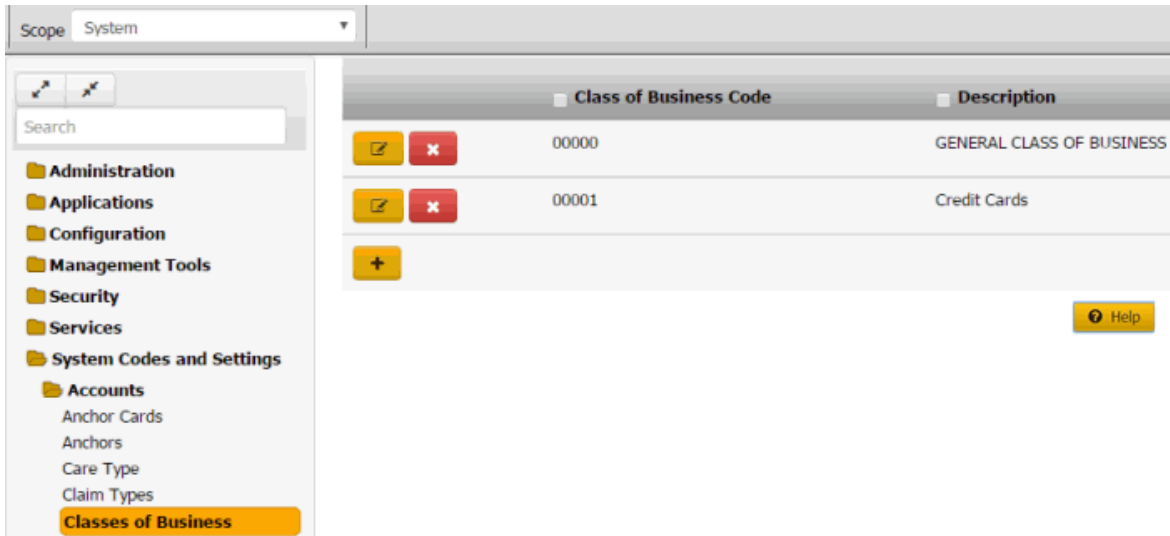 Scope System
Search
Administration
Applications
Configuration
Management Tools
Security
Services
System Codes and Settings
Accounts
Anchor Cards
Anchors
Care Type
Claim Types
Classes of Business
Class of Business Code Description
00000 GENERAL CLASS OF BUSINESS
00001 Credit Cards
Help